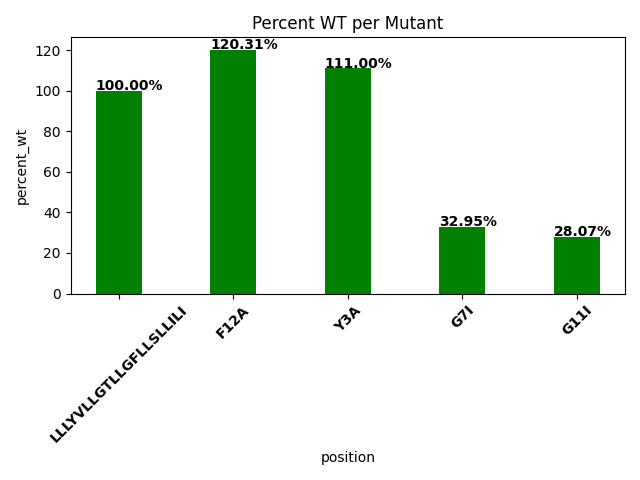 Percent WT per Mutant
percent_wt
120
100
80
60
40
20
0
100.00%
120.31%
111.00%
32.95%
28.07%
LLLYVLLGTLLGFLLSLLILI
F12A
Y3A
G7I
G11I
position